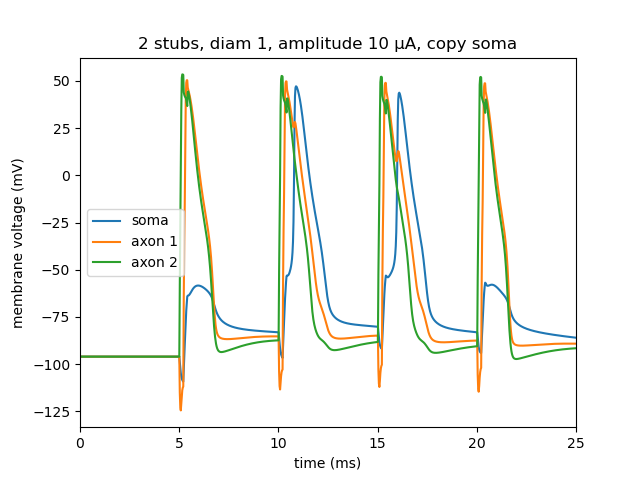 2 stubs, diam 1, amplitude 10 µA, copy soma
membrane voltage (mV)
50
25
0
−25
−50
−75
−100
−125
soma
axon 1
axon 2
0 5 10 15 20 25
time (ms)